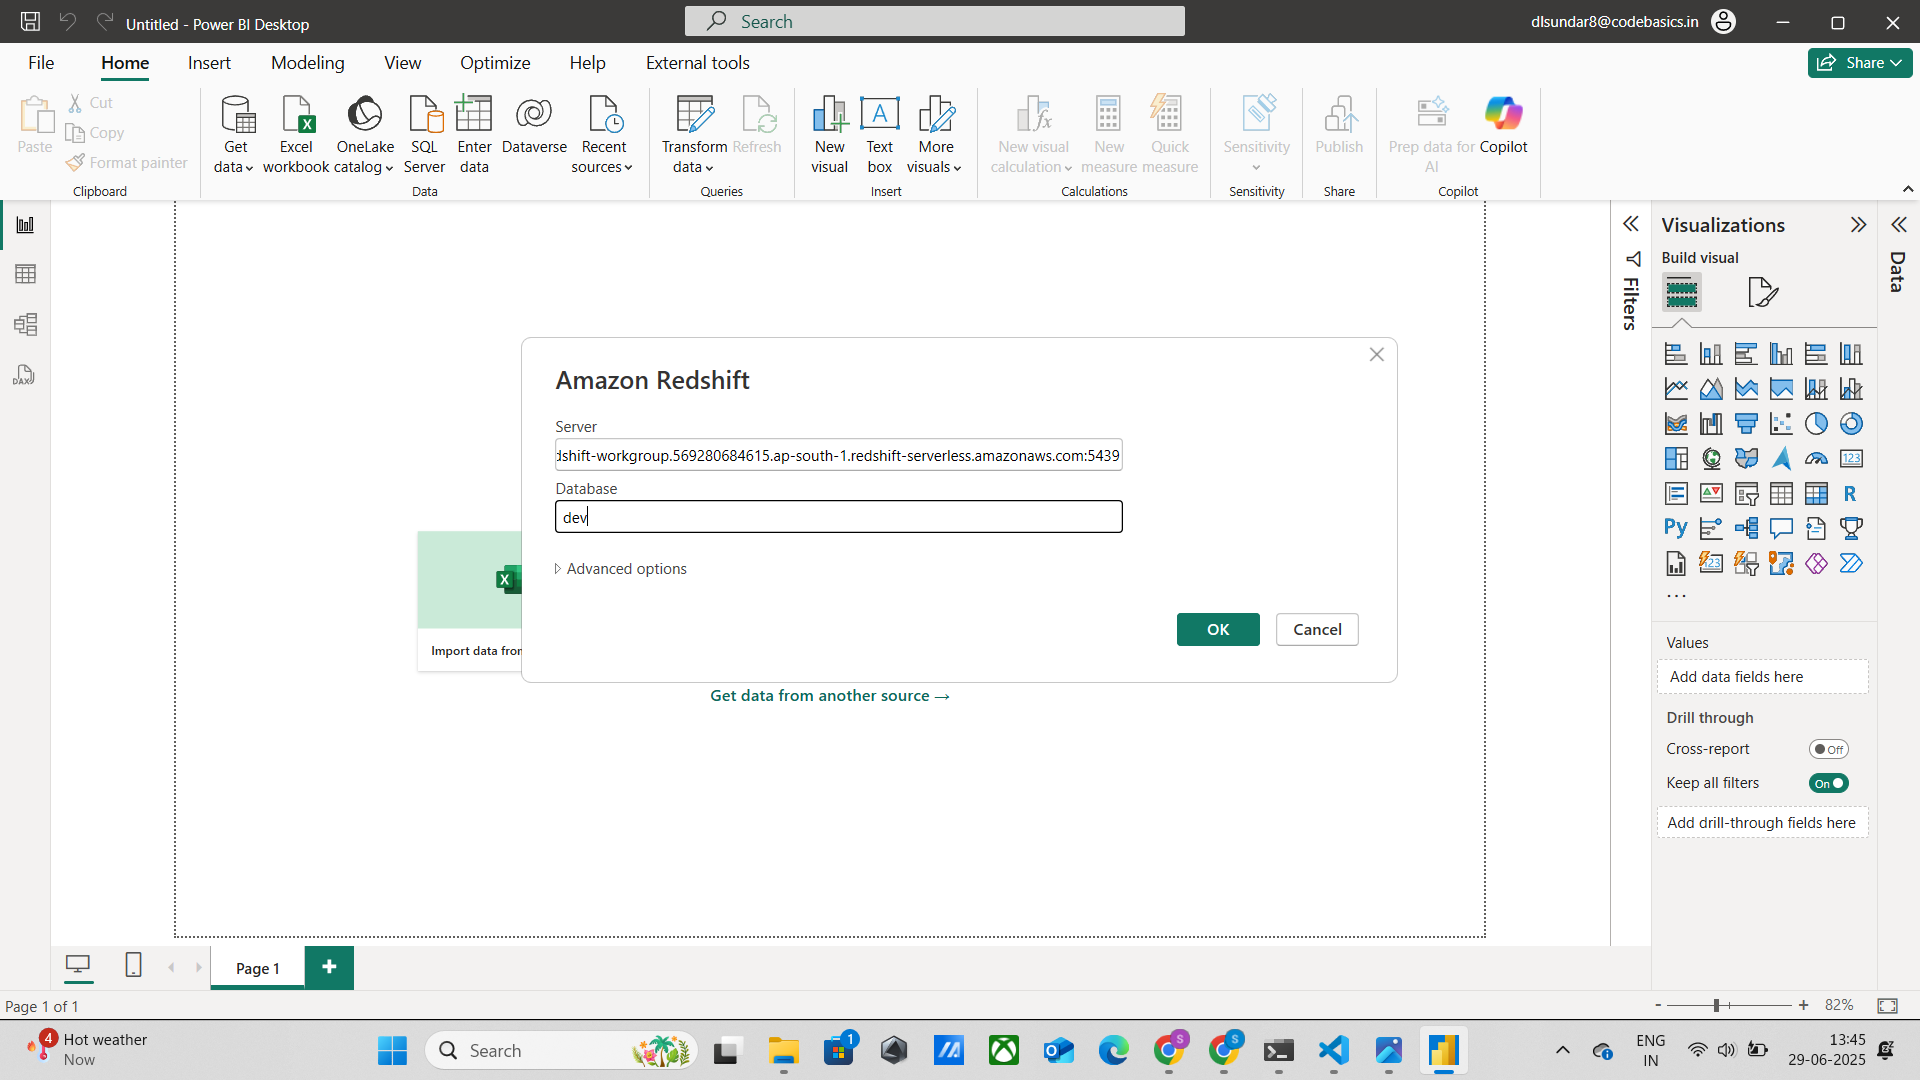 Untitled - Power BI Desktop
Search
dlsundar8@codebasics.in
File Home Insert Modeling View Optimize Help External tools
Share
Paste
Cut
Copy
Format painter
Clipboard
Get data
Excel workbook
OneLake catalog
SQL Server
Enter data
Dataverse
Recent sources
Data
Transform data
Refresh
Queries
New visual
Text box
More visuals
Insert
New visual calculation
New measure
Quick measure
Calculations
Sensitivity
Sensitivity
Publish
Share
Prep data for AI
Copilot
Copilot
Filters
Visualizations
Data
Build visual
Amazon Redshift
Server
dshift-workgroup.569280684615.ap-south-1.redshift-serverless.amazonaws.com:5439
Database
dev
Advanced options
OK Cancel
Import data from
Get data from another source →
Values
Add data fields here
Drill through
Cross-report Off
Keep all filters On
Add drill-through fields here
Page 1
Page 1 of 1
- + 82%
4
Hot weather
Now
Search
1
S
S
ENG
IN
13:45
29-06-2025
DAX
A
R
Py
123
123